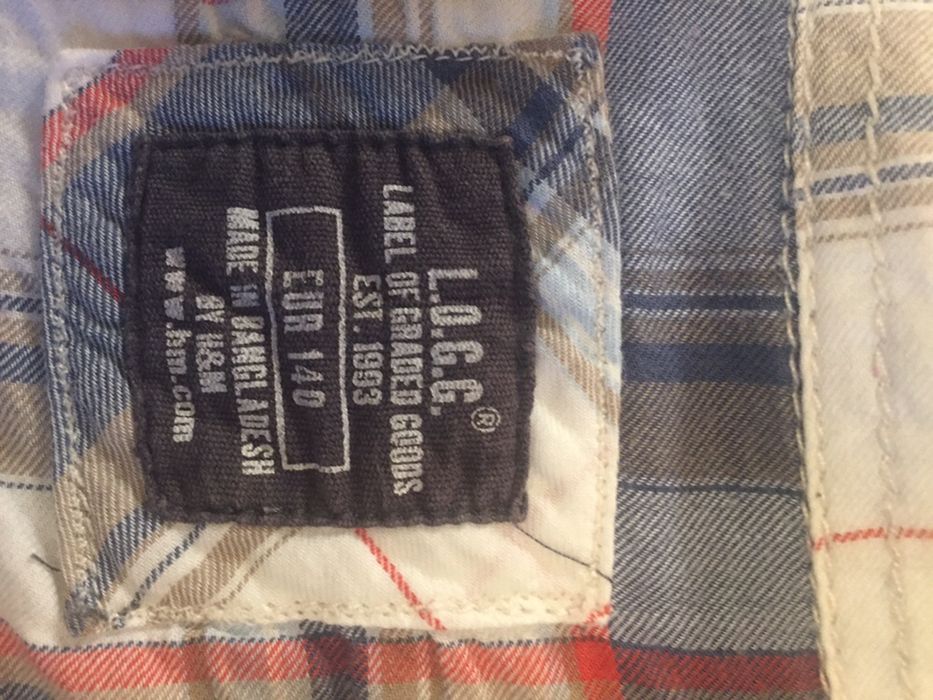 L.O.G.G.®
LABEL OF GRADED GOODS
EST. 1993
EUR 140
MADE IN BANGLADESH
BY H&M
www.hm.com